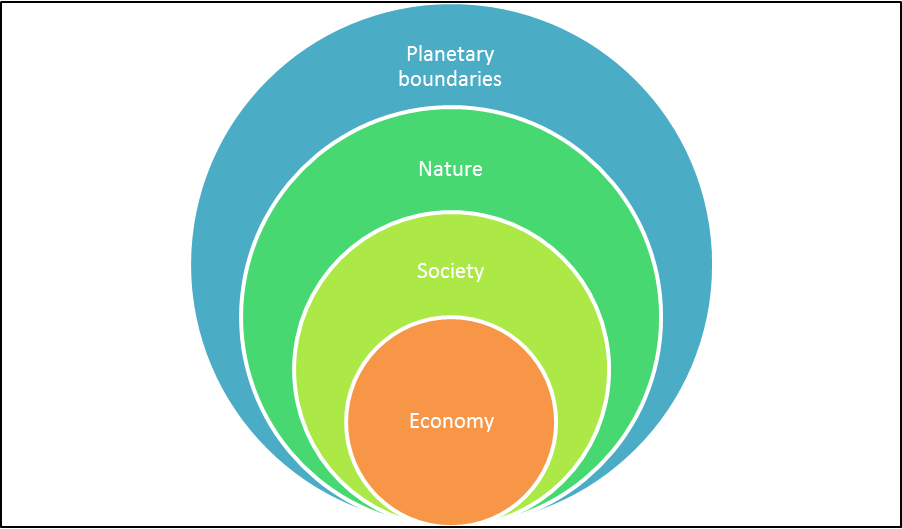 Planetary
boundaries
Nature
Society
Economy